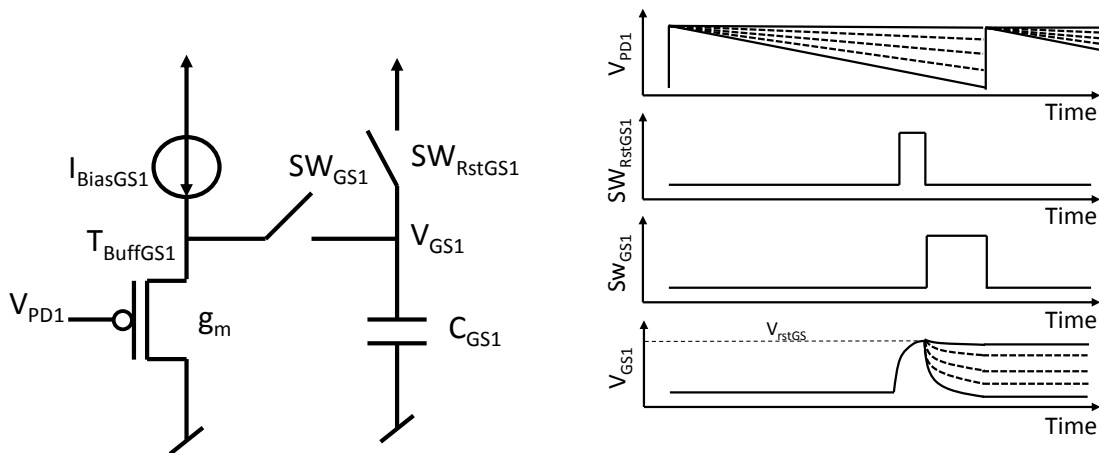 I_BiasGS1
SW_GS1
SW_RstGS1
T_BuffGS1
V_GS1
V_PD1
g_m
C_GS1
V_PD1
Time
SW_RstGS1
Time
Sw_GS1
Time
V_rstGS
V_GS1
Time